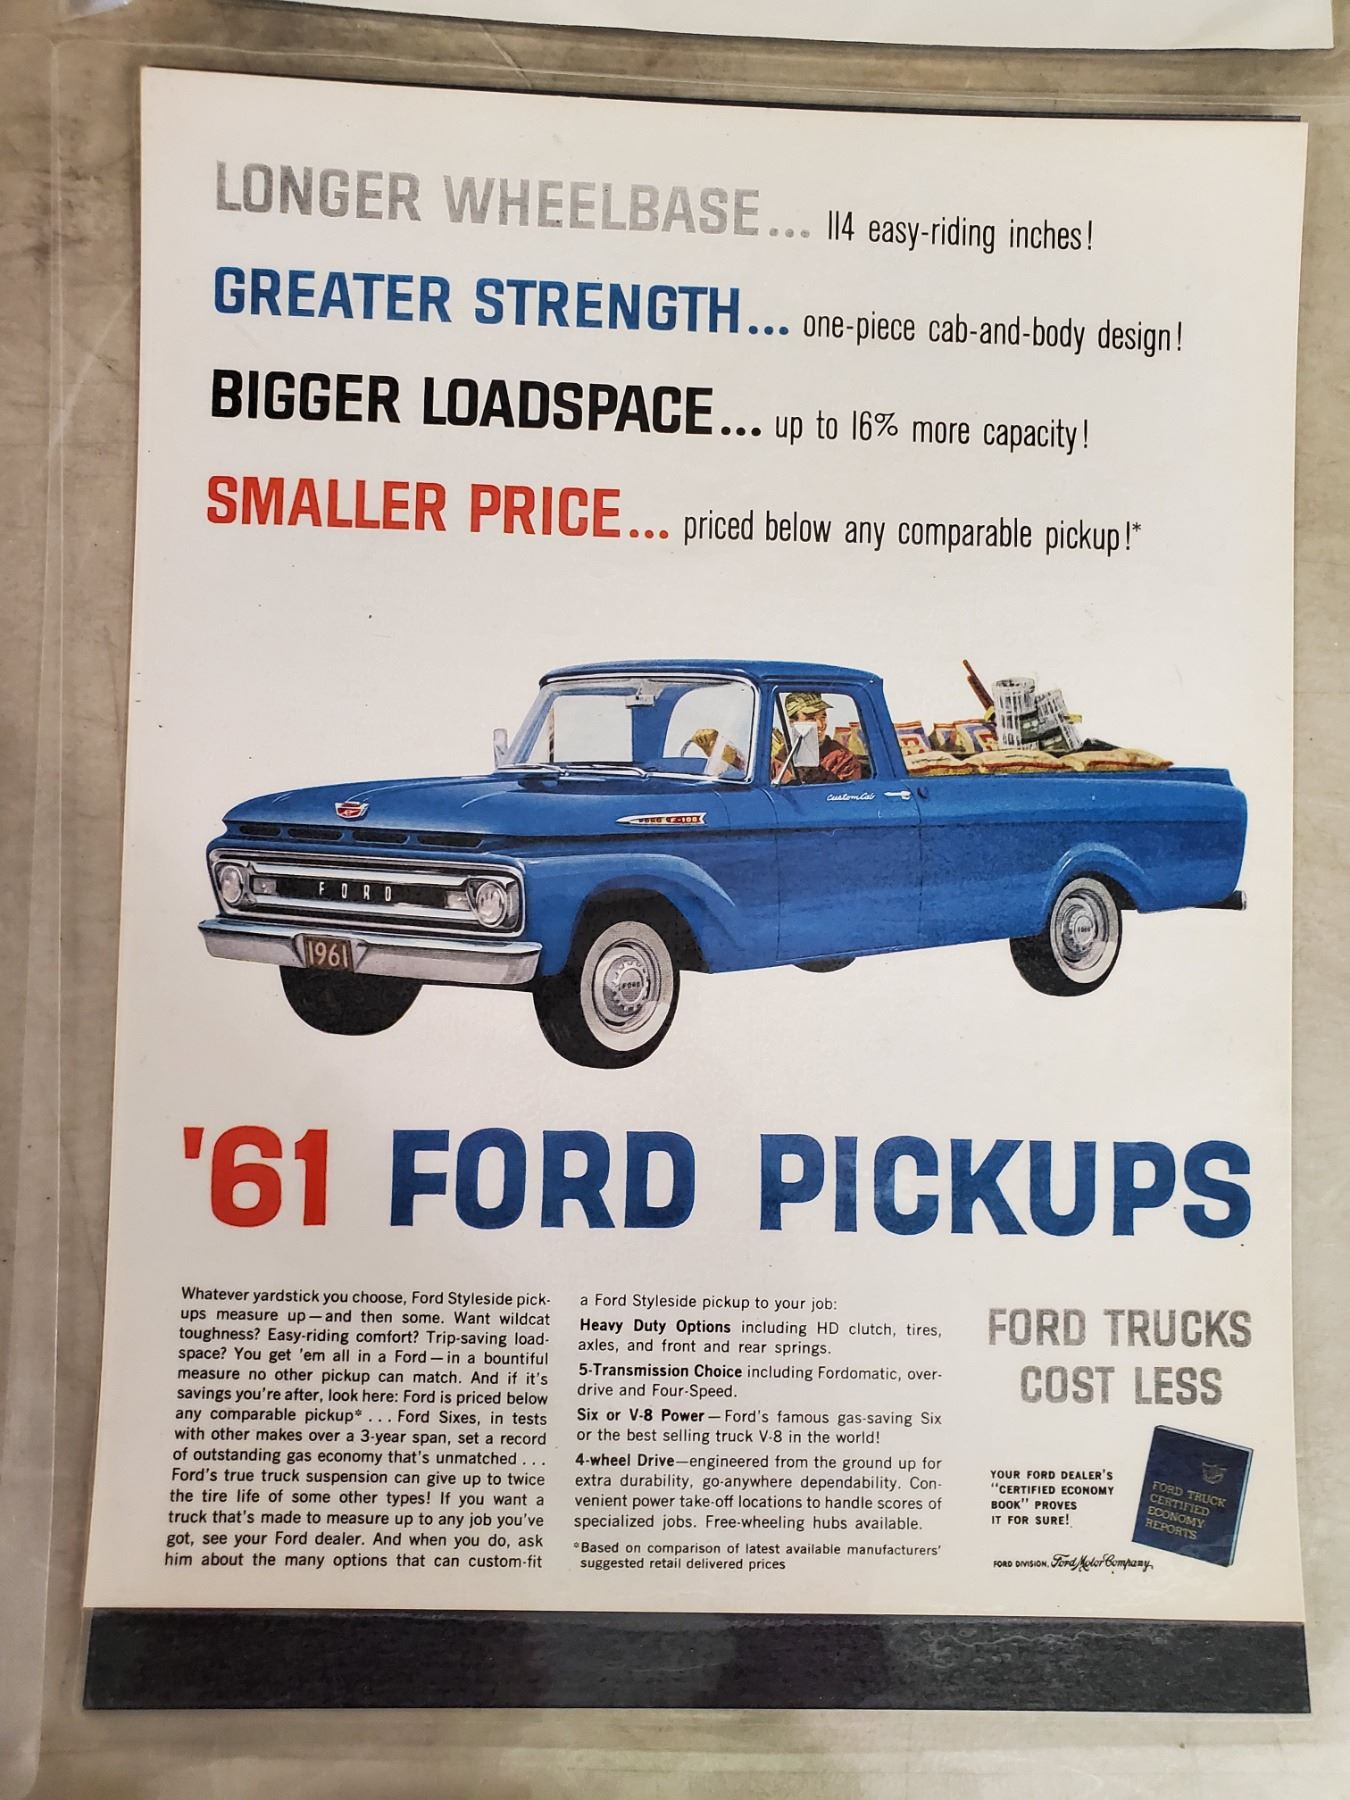 LONGER WHEELBASE... 114 easy-riding inches!
GREATER STRENGTH... one-piece cab-and-body design!
BIGGER LOADSPACE... up to 16% more capacity!
SMALLER PRICE... priced below any comparable pickup!*
Custom Cab
FORD F-100
FORD
1961
FORD
FORD
'61 FORD PICKUPS
Whatever yardstick you choose, Ford Styleside pick-
ups measure up—and then some. Want wildcat
toughness? Easy-riding comfort? Trip-saving load-
space? You get 'em all in a Ford—in a bountiful
measure no other pickup can match. And if it's
savings you're after, look here: Ford is priced below
any comparable pickup* . . . Ford Sixes, in tests
with other makes over a 3-year span, set a record
of outstanding gas economy that's unmatched . . .
Ford's true truck suspension can give up to twice
the tire life of some other types! If you want a
truck that's made to measure up to any job you've
got, see your Ford dealer. And when you do, ask
him about the many options that can custom-fit
a Ford Styleside pickup to your job:
Heavy Duty Options including HD clutch, tires,
axles, and front and rear springs.
5-Transmission Choice including Fordomatic, over-
drive and Four-Speed.
Six or V-8 Power—Ford's famous gas-saving Six
or the best selling truck V-8 in the world!
4-wheel Drive—engineered from the ground up for
extra durability, go-anywhere dependability. Con-
venient power take-off locations to handle scores of
specialized jobs. Free-wheeling hubs available.
*Based on comparison of latest available manufacturers'
suggested retail delivered prices
FORD TRUCKS
COST LESS
YOUR FORD DEALER'S
"CERTIFIED ECONOMY
BOOK" PROVES
IT FOR SURE!
FORD TRUCK
CERTIFIED
ECONOMY
REPORTS
FORD DIVISION, Ford Motor Company,